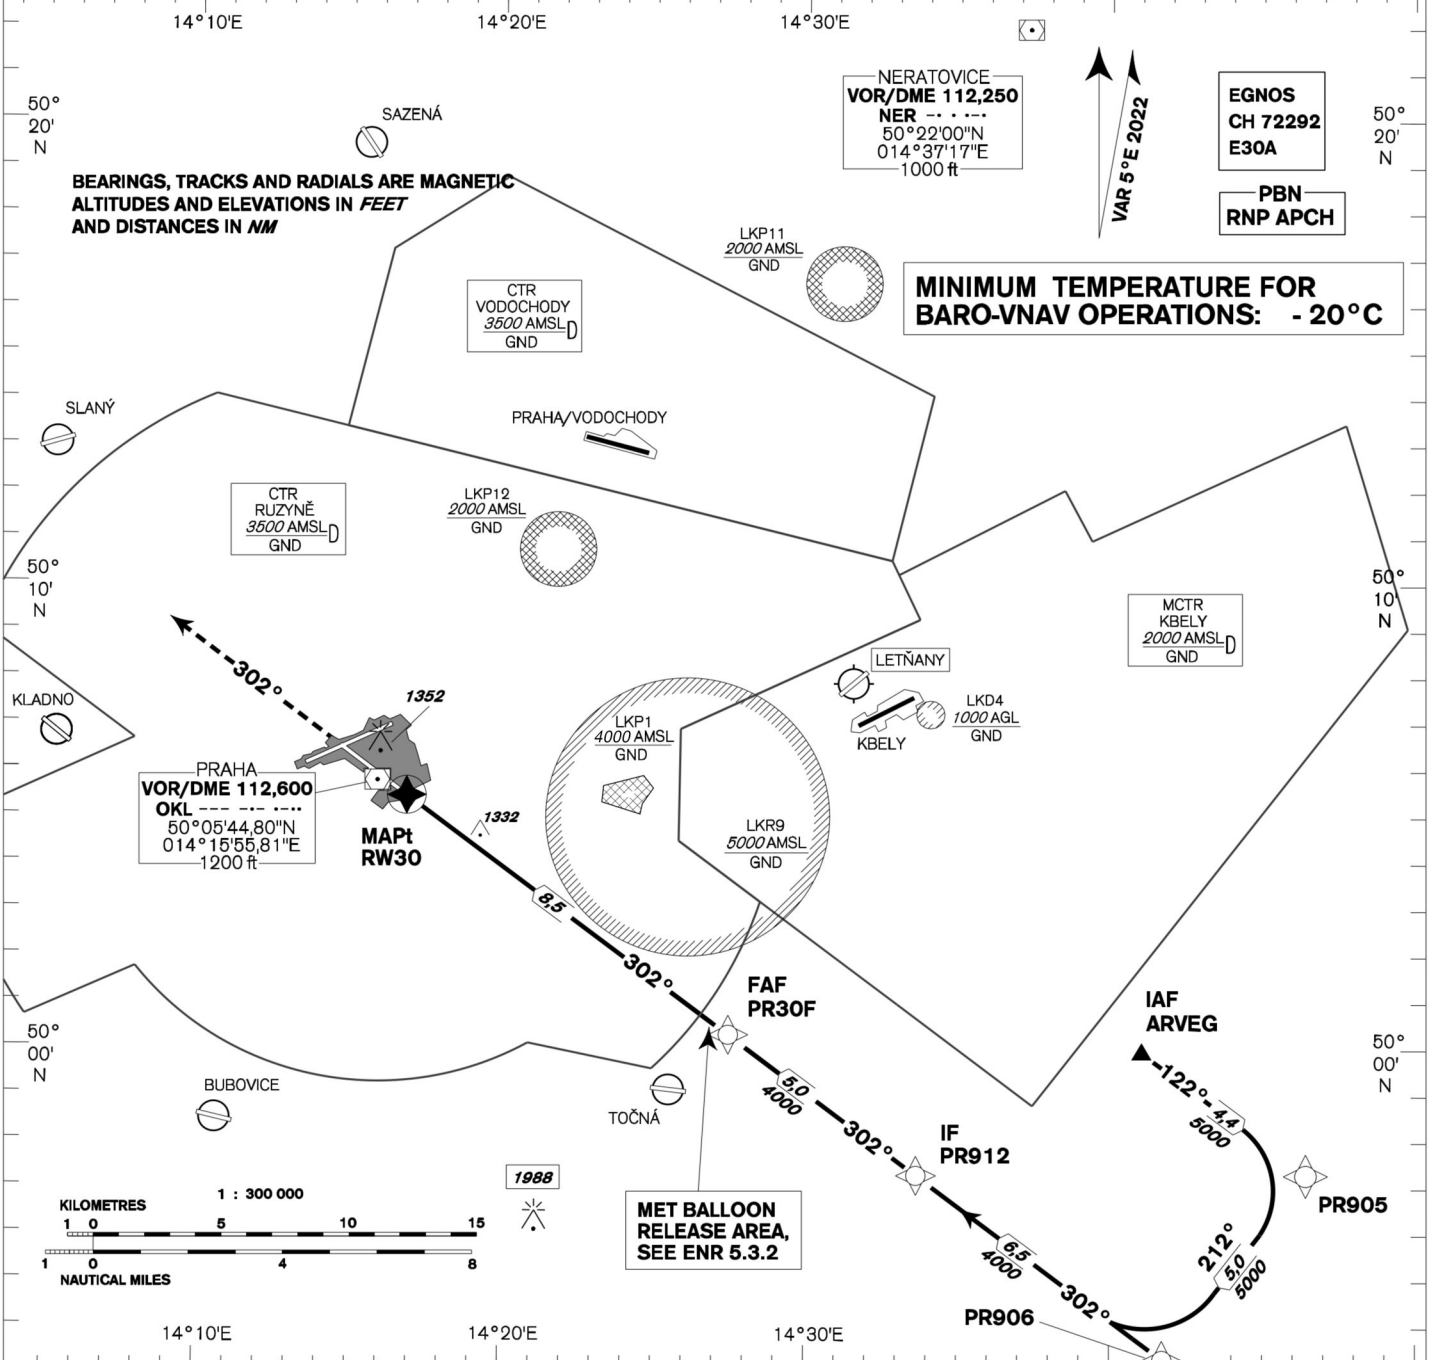 14°10'E
14°20'E
14°30'E
50°
20'
N
SAZENÁ
BEARINGS, TRACKS AND RADIALS ARE MAGNETIC
ALTITUDES AND ELEVATIONS IN FEET
AND DISTANCES IN NM
NERATOVICE
VOR/DME 112,250
NER –· · ·–·
50°22'00"N
014°37'17"E
1000 ft
VAR 5°E 2022
EGNOS
CH 72292
E30A
PBN
RNP APCH
50°
20'
N
LKP11
2000 AMSL
GND
MINIMUM TEMPERATURE FOR
BARO-VNAV OPERATIONS: - 20°C
CTR
VODOCHODY
3500 AMSL D
GND
SLANÝ
PRAHA/VODOCHODY
CTR
RUZYNĚ
3500 AMSL D
GND
LKP12
2000 AMSL
GND
50°
10'
N
50°
10'
N
MCTR
KBELY
2000 AMSL D
GND
302°
KLADNO
1352
LETŇANY
LKP1
4000 AMSL
GND
KBELY
LKD4
1000 AGL
GND
PRAHA
VOR/DME 112,600
OKL ––– –·– ·–··
50°05'44,80"N
014°15'55,81"E
1200 ft
MAPt
RW30
1332
LKR9
5000 AMSL
GND
8,5
302°
FAF
PR30F
IAF
ARVEG
50°
00'
N
50°
00'
N
BUBOVICE
TOČNÁ
5,0
4000
302°
IF
PR912
122°
4,4
5000
PR905
1988
1 : 300 000
KILOMETRES
1 0 5 10 15
1 0 4 8
NAUTICAL MILES
MET BALLOON
RELEASE AREA,
SEE ENR 5.3.2
6,5
4000
302°
212°
5,0
5000
PR906
14°10'E
14°20'E
14°30'E